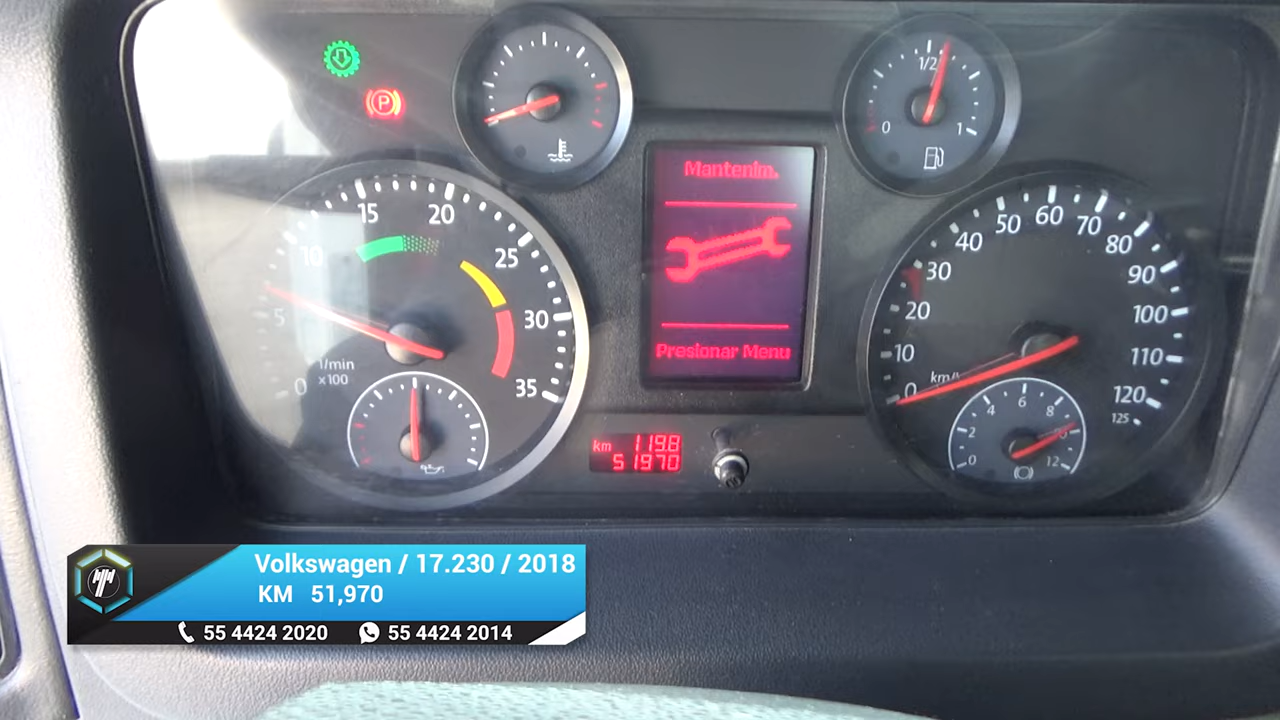 1/2
0 1
Mantenim.
Presionar Menu
0 5 10 15 20 25 30 35
1/min
x100
0 10 20 30 40 50 60 70 80 90 100 110 120 125
km/h
0 2 4 6 8 10 12
km 119.8
51970
Volkswagen / 17.230 / 2018
KM 51,970
55 4424 2020 55 4424 2014